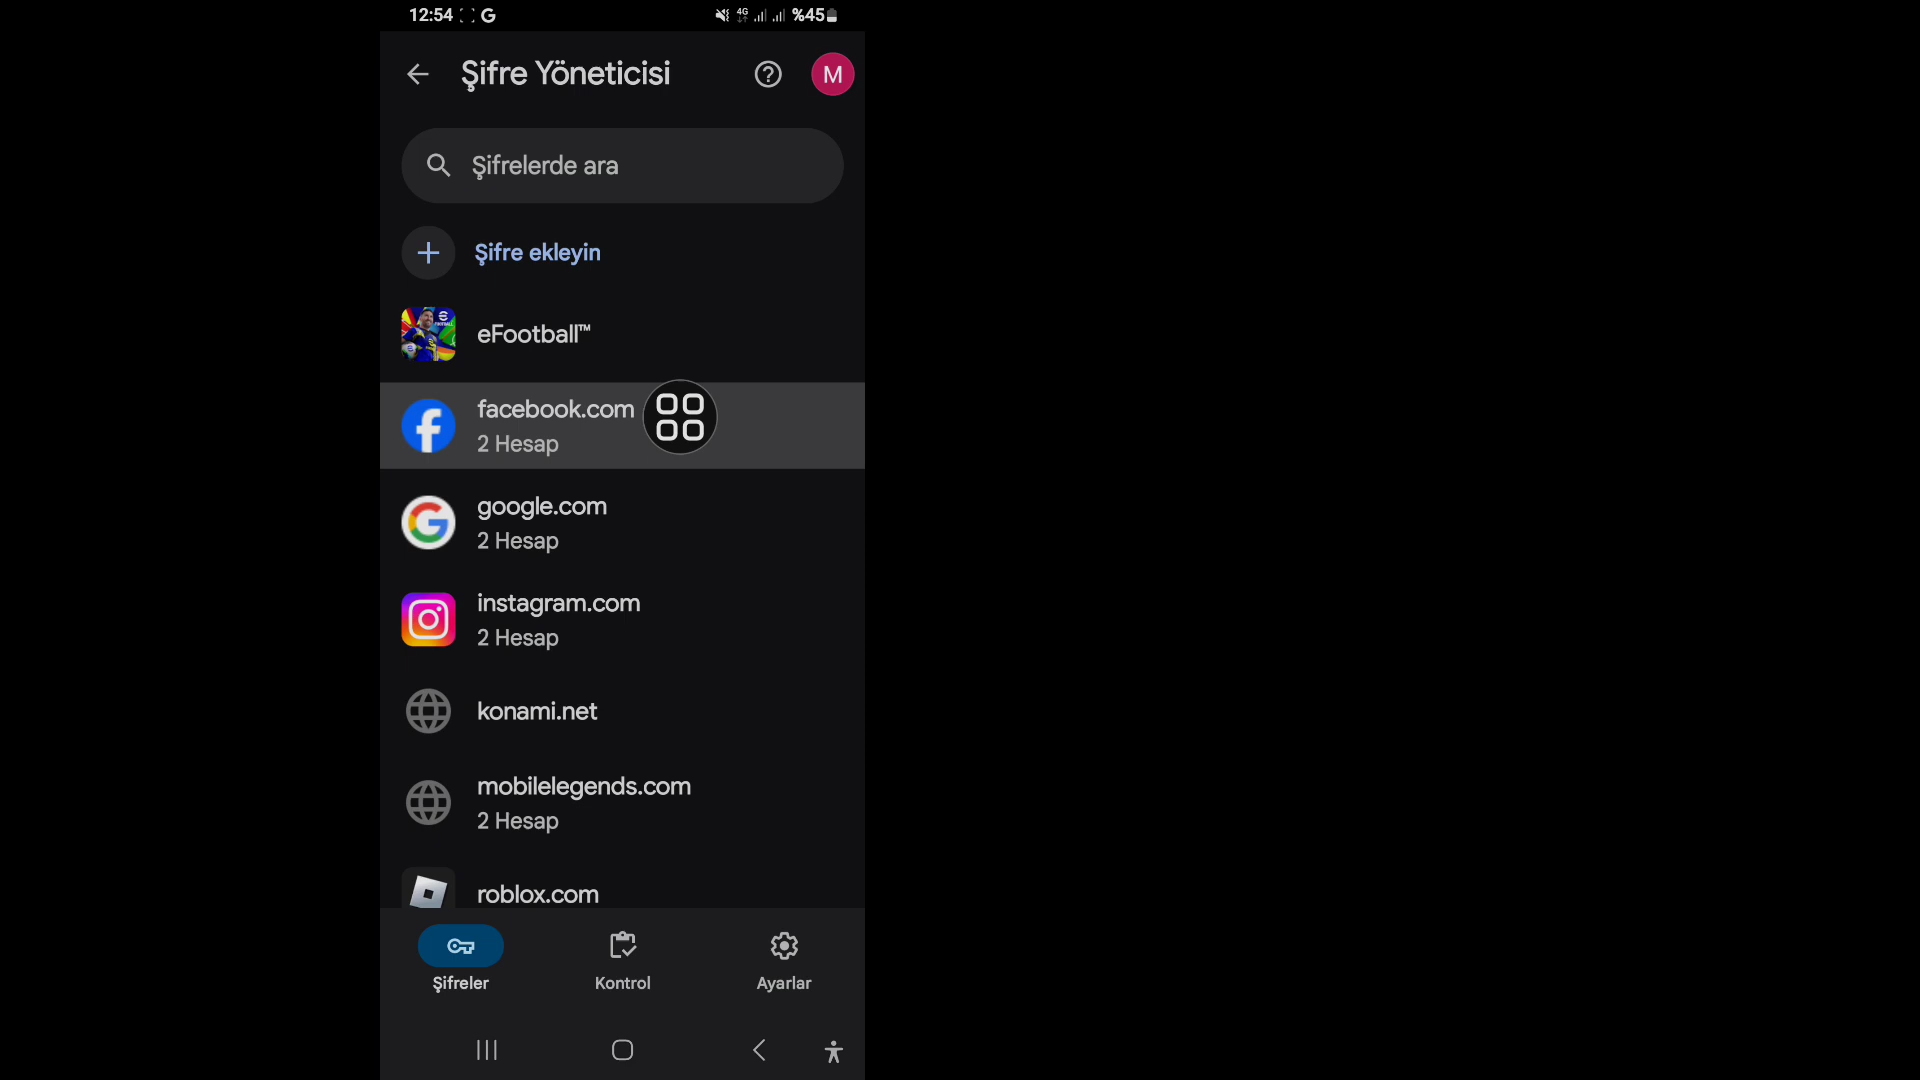 12:54 G 4G %45
Şifre Yöneticisi M
Şifrelerde ara
Şifre ekleyin
eFootball™
facebook.com
2 Hesap
google.com
2 Hesap
instagram.com
2 Hesap
konami.net
mobilelegends.com
2 Hesap
roblox.com
Şifreler Kontrol Ayarlar